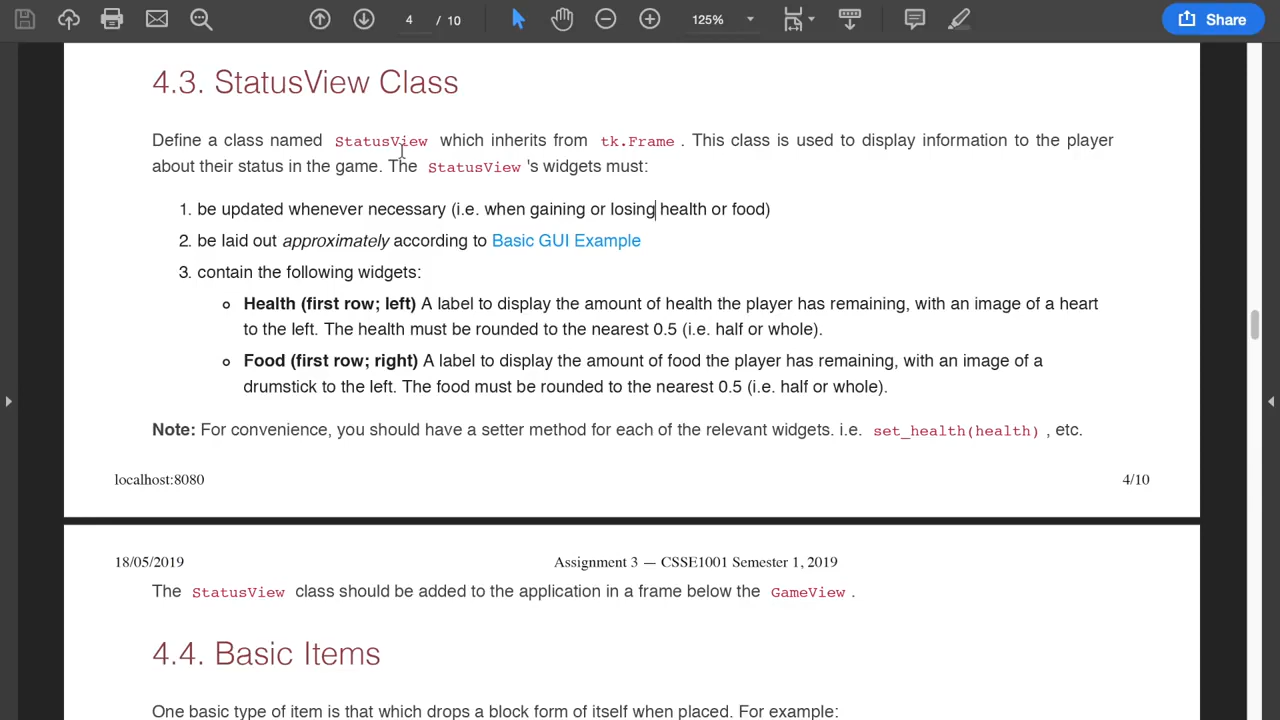 4 / 10 125% Share
4.3. StatusView Class
Define a class named StatusView which inherits from tk.Frame . This class is used to display information to the player
about their status in the game. The StatusView 's widgets must:
1. be updated whenever necessary (i.e. when gaining or losing health or food)
2. be laid out approximately according to Basic GUI Example
3. contain the following widgets:
Health (first row; left) A label to display the amount of health the player has remaining, with an image of a heart
to the left. The health must be rounded to the nearest 0.5 (i.e. half or whole).
Food (first row; right) A label to display the amount of food the player has remaining, with an image of a
drumstick to the left. The food must be rounded to the nearest 0.5 (i.e. half or whole).
Note: For convenience, you should have a setter method for each of the relevant widgets. i.e. set_health(health) , etc.
localhost:8080 4/10
18/05/2019 Assignment 3 — CSSE1001 Semester 1, 2019
The StatusView class should be added to the application in a frame below the GameView .
4.4. Basic Items
One basic type of item is that which drops a block form of itself when placed. For example: